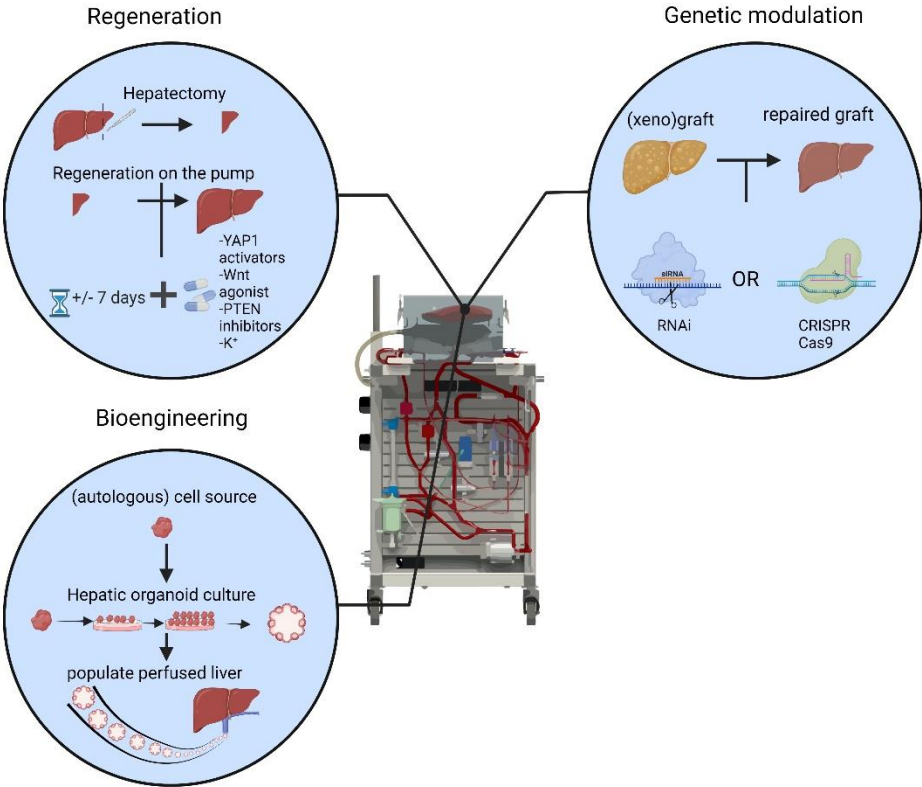 Regeneration
Hepatectomy
Regeneration on the pump
+/- 7 days
+
-YAP1
activators
-Wnt
agonist
-PTEN
inhibitors
-K⁺
Genetic modulation
(xeno)graft
repaired graft
siRNA
RNAi
OR
CRISPR
Cas9
Bioengineering
(autologous) cell source
Hepatic organoid culture
populate perfused liver